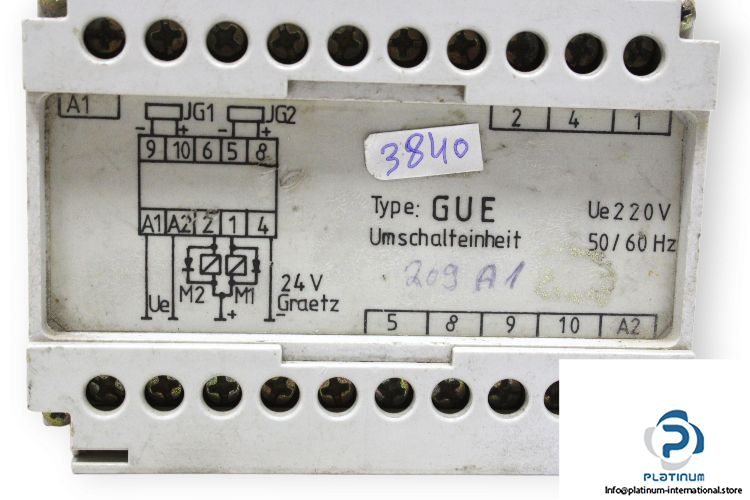 A1
2 4 1
JG1 JG2
- + - +
9 10 6 5 8
3840
A1 A2 2 1 4
Type: GUE
Umschalteinheit
Ue 220V
50/60 Hz
209 A1
Ue
M2 M1
+
24V
Graetz
-
5 8 9 10 A2
PLATINUM
Info@platinum-international.store